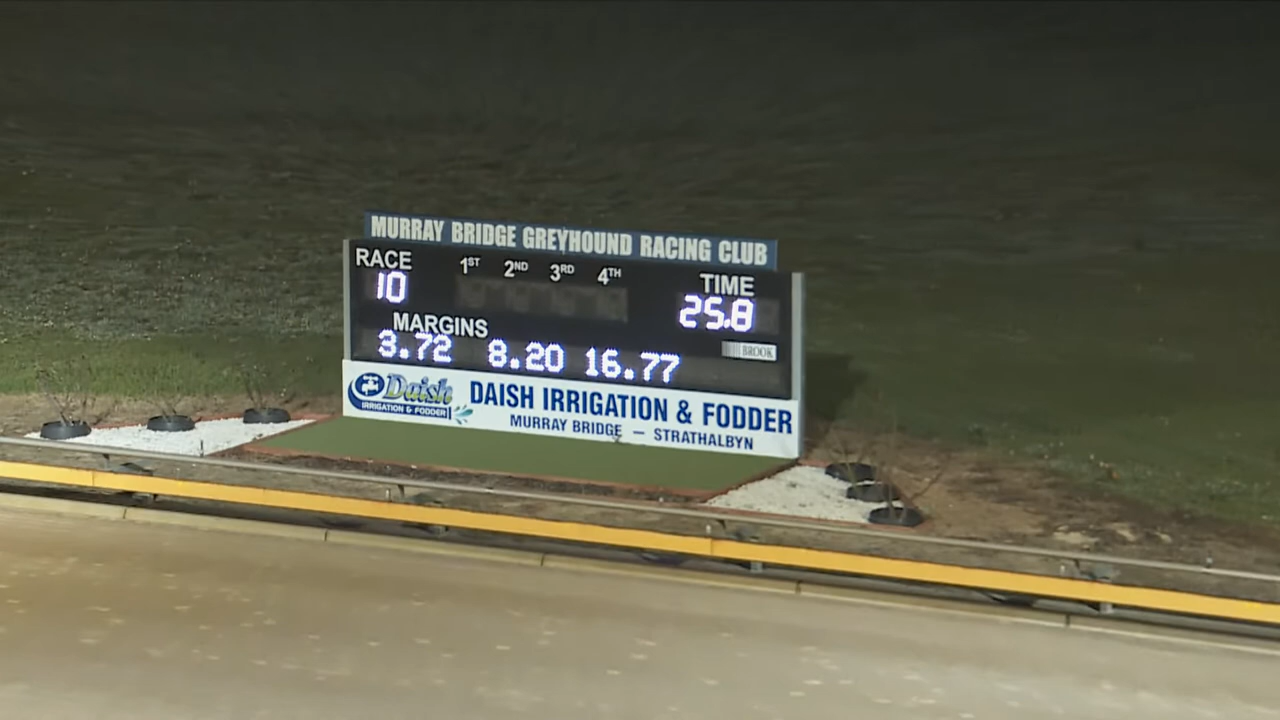 MURRAY BRIDGE GREYHOUND RACING CLUB
RACE 1ST 2ND 3RD 4TH TIME
10 25.8
MARGINS
3.72 8.20 16.77
BROOK
Daish
IRRIGATION & FODDER
DAISH IRRIGATION & FODDER
MURRAY BRIDGE — STRATHALBYN